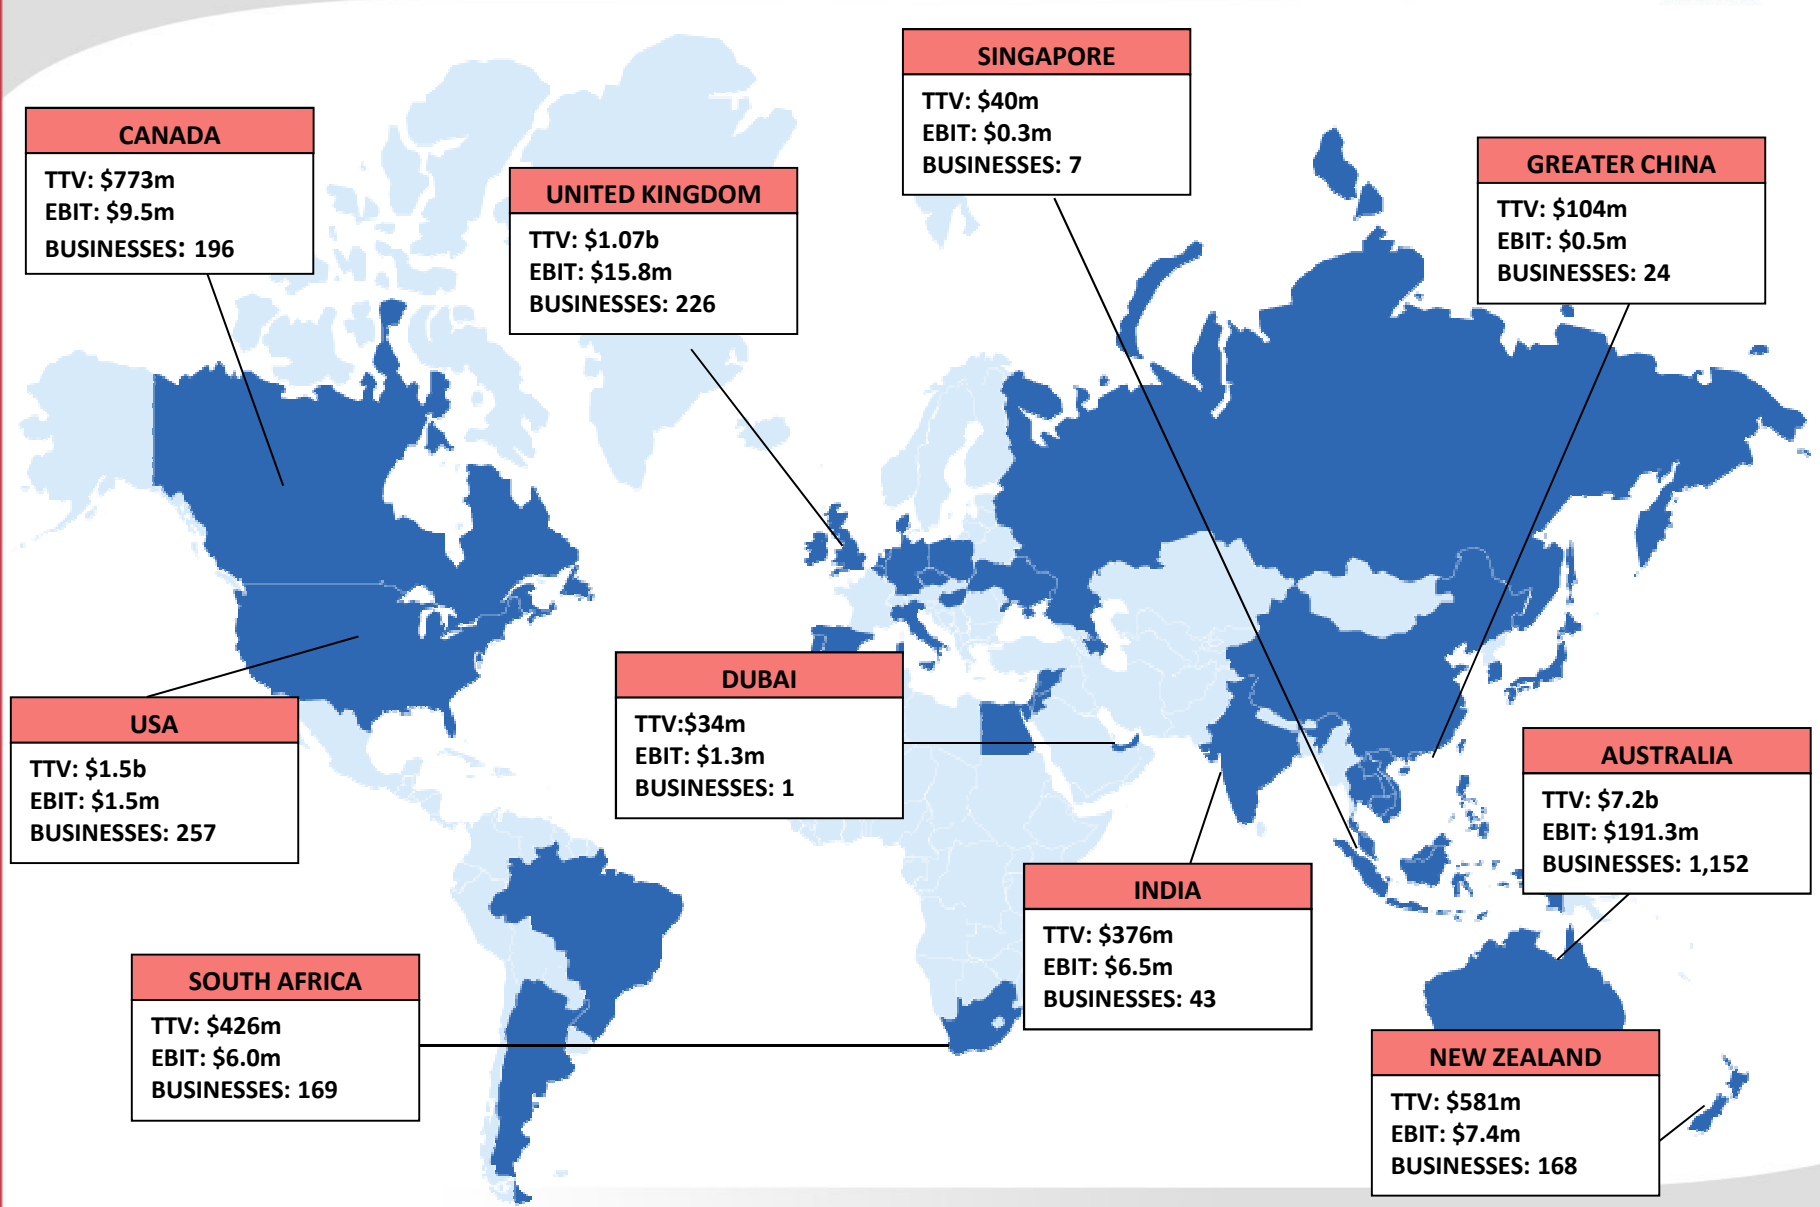 SINGAPORE
TTV: $40m
EBIT: $0.3m
BUSINESSES: 7
CANADA
TTV: $773m
EBIT: $9.5m
BUSINESSES: 196
GREATER CHINA
TTV: $104m
EBIT: $0.5m
BUSINESSES: 24
UNITED KINGDOM
TTV: $1.07b
EBIT: $15.8m
BUSINESSES: 226
DUBAI
TTV:$34m
EBIT: $1.3m
BUSINESSES: 1
USA
TTV: $1.5b
EBIT: $1.5m
BUSINESSES: 257
AUSTRALIA
TTV: $7.2b
EBIT: $191.3m
BUSINESSES: 1,152
INDIA
TTV: $376m
EBIT: $6.5m
BUSINESSES: 43
SOUTH AFRICA
TTV: $426m
EBIT: $6.0m
BUSINESSES: 169
NEW ZEALAND
TTV: $581m
EBIT: $7.4m
BUSINESSES: 168